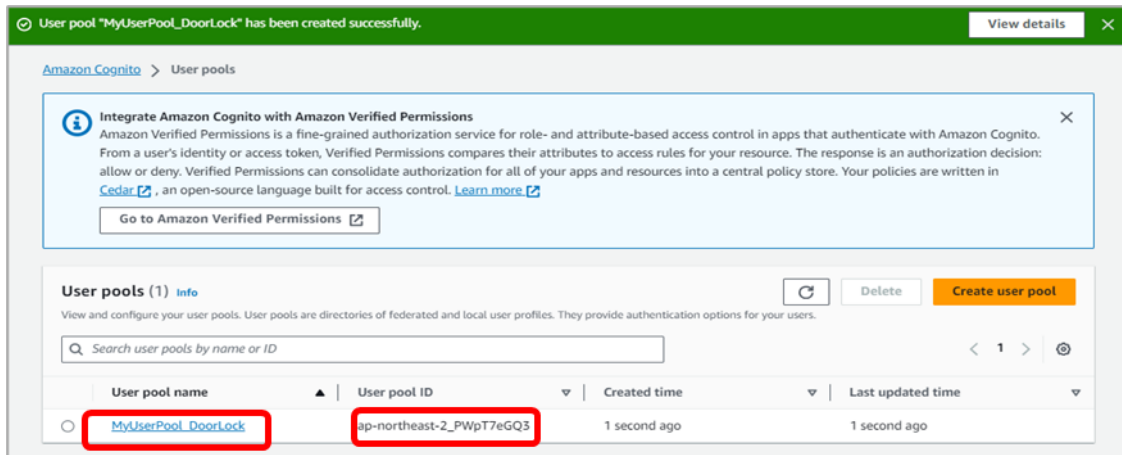 User pool "MyUserPool_DoorLock" has been created successfully.
View details
Amazon Cognito > User pools
Integrate Amazon Cognito with Amazon Verified Permissions
Amazon Verified Permissions is a fine-grained authorization service for role- and attribute-based access control in apps that authenticate with Amazon Cognito.
From a user's identity or access token, Verified Permissions compares their attributes to access rules for your resource. The response is an authorization decision:
allow or deny. Verified Permissions can consolidate authorization for all of your apps and resources into a central policy store. Your policies are written in
Cedar , an open-source language built for access control. Learn more
Go to Amazon Verified Permissions
User pools (1) Info
Delete
Create user pool
View and configure your user pools. User pools are directories of federated and local user profiles. They provide authentication options for your users.
Search user pools by name or ID
< 1 >
User pool name
User pool ID
Created time
Last updated time
MyUserPool_DoorLock
ap-northeast-2_PWpT7eGQ3
1 second ago
1 second ago